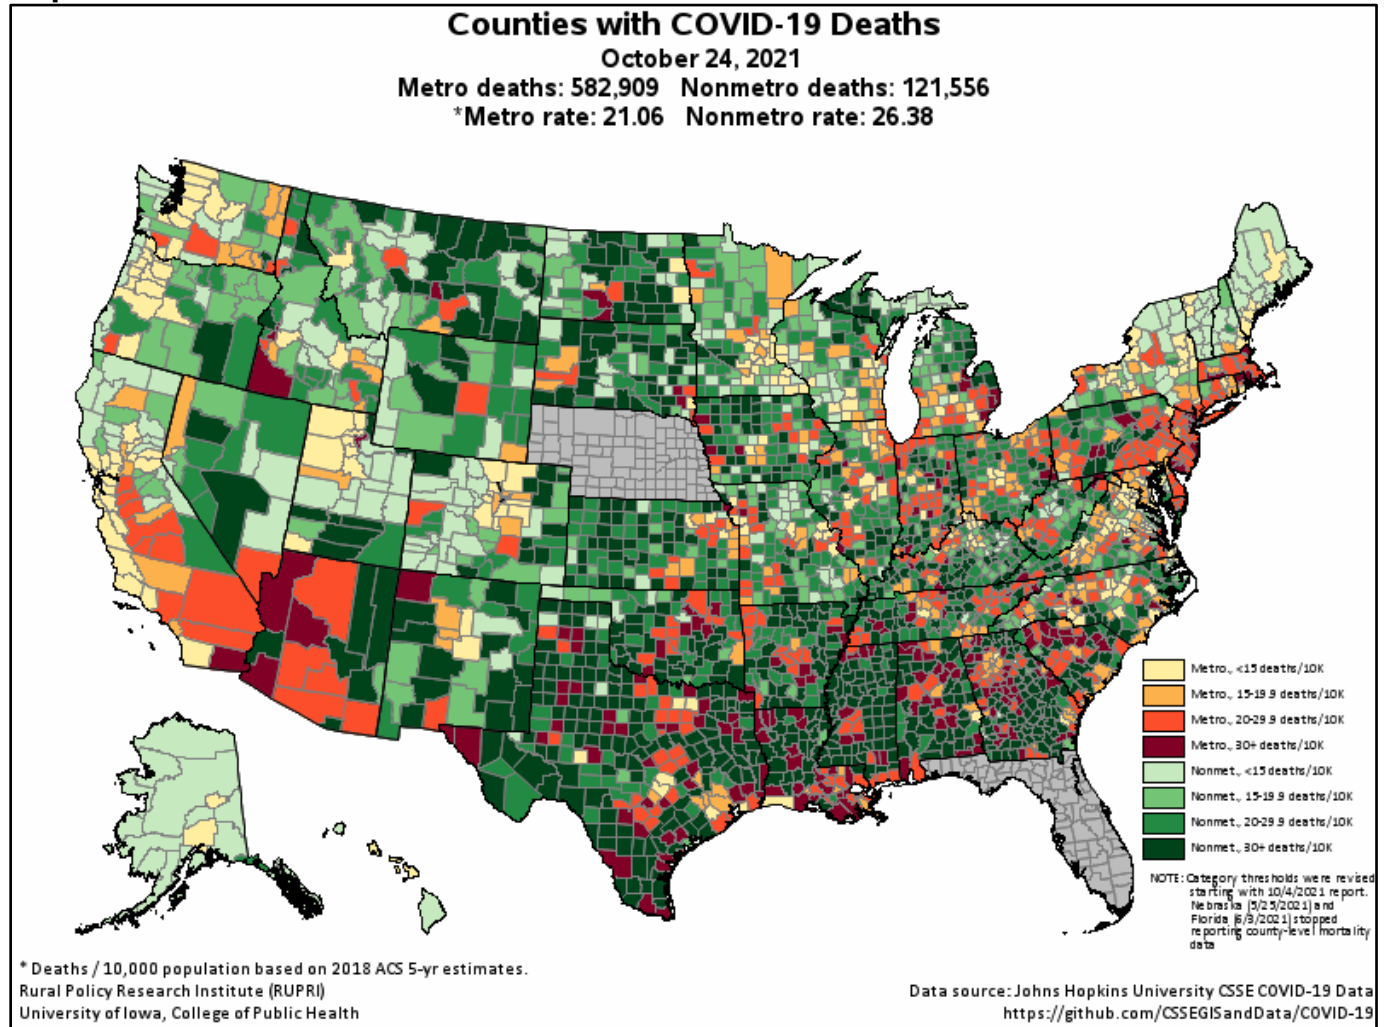 Counties with COVID-19 Deaths
October 24, 2021
Metro deaths: 582,909 Nonmetro deaths: 121,556
*Metro rate: 21.06 Nonmetro rate: 26.38
Metro., <15 deaths/10K
Metro., 15-19.9 deaths/10K
Metro., 20-29.9 deaths/10K
Metro., 30+ deaths/10K
Nonmet., <15 deaths/10K
Nonmet., 15-19.9 deaths/10K
Nonmet., 20-29.9 deaths/10K
Nonmet., 30+ deaths/10K
NOTE: Category thresholds were revised
starting with 10/4/2021 report.
Nebraska (5/25/2021) and
Florida (6/3/2021) stopped
reporting county-level mortality
data
* Deaths / 10,000 population based on 2018 ACS 5-yr estimates.
Rural Policy Research Institute (RUPRI)
University of Iowa, College of Public Health
Data source: Johns Hopkins University CSSE COVID-19 Data
https://github.com/CSSEGISandData/COVID-19